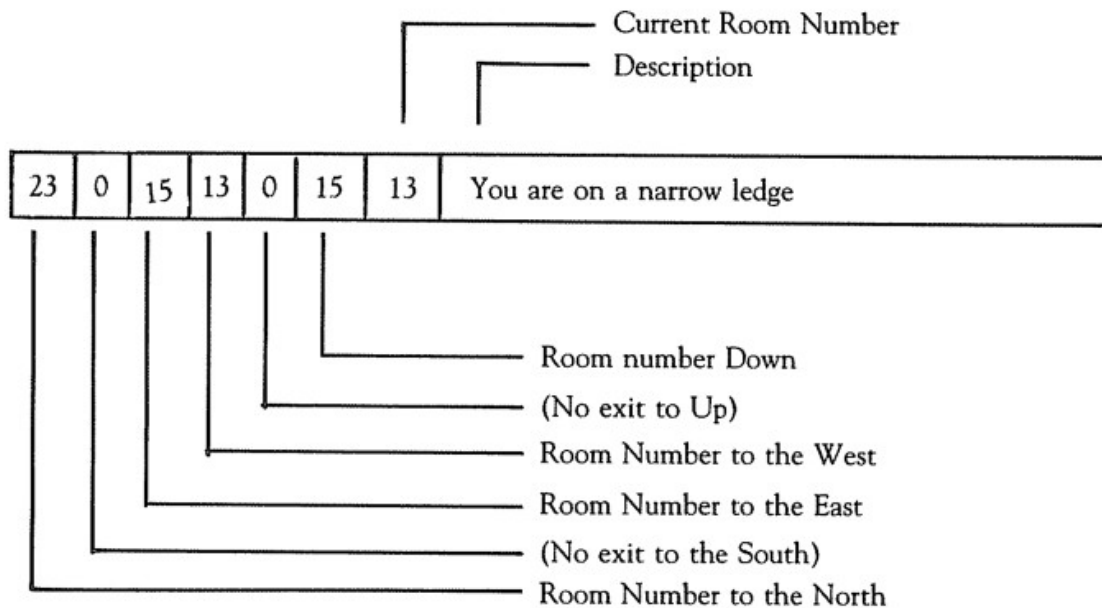 Current Room Number
Description
23 0 15 13 0 15 13 You are on a narrow ledge
Room number Down
(No exit to Up)
Room Number to the West
Room Number to the East
(No exit to the South)
Room Number to the North